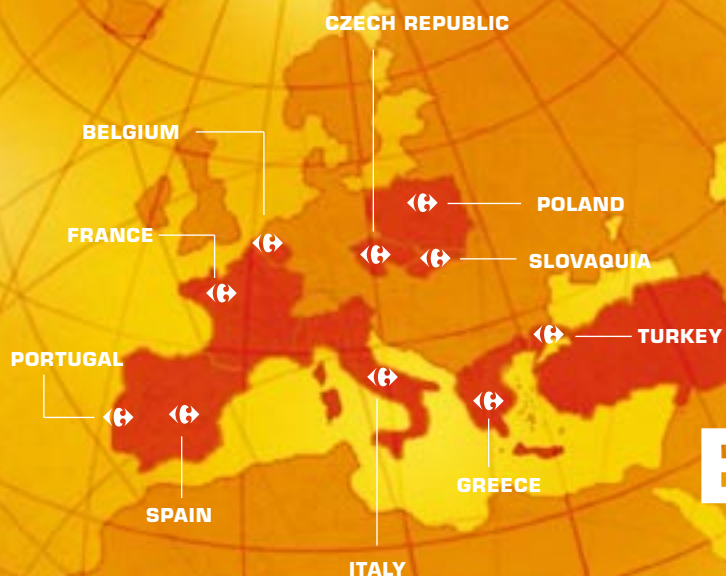 CZECH REPUBLIC
BELGIUM
POLAND
FRANCE
SLOVAQUIA
TURKEY
PORTUGAL
GREECE
SPAIN
ITALY